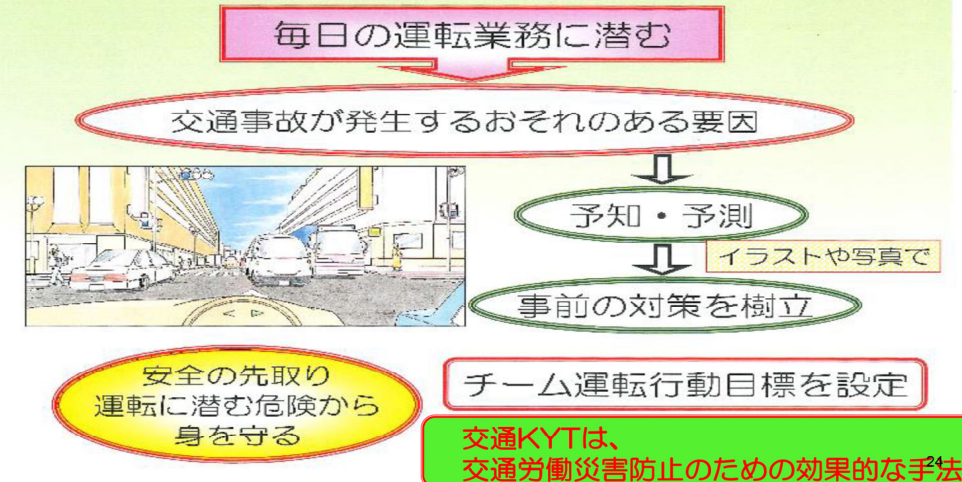 毎日の運転業務に潜む
交通事故が発生するおそれのある要因
予知・予測
イラストや写真で
事前の対策を樹立
安全の先取り
運転に潜む危険から
身を守る
チーム運転行動目標を設定
交通KYTは、
交通労働災害防止のための効果的な手法
24